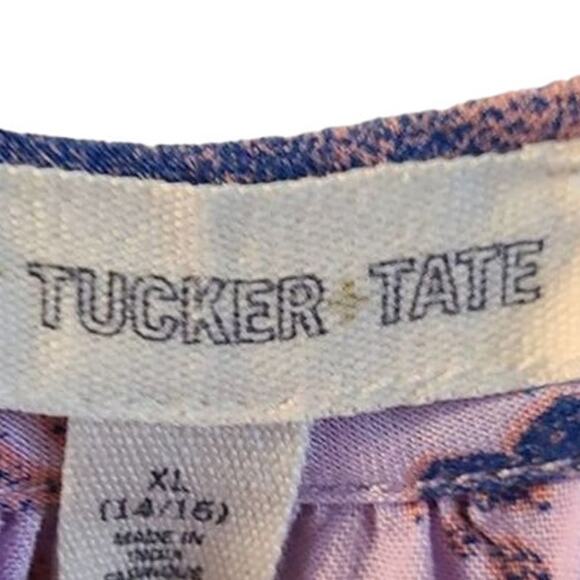 TUCKER+TATE
XL
(14/16)
MADE IN
INDIA